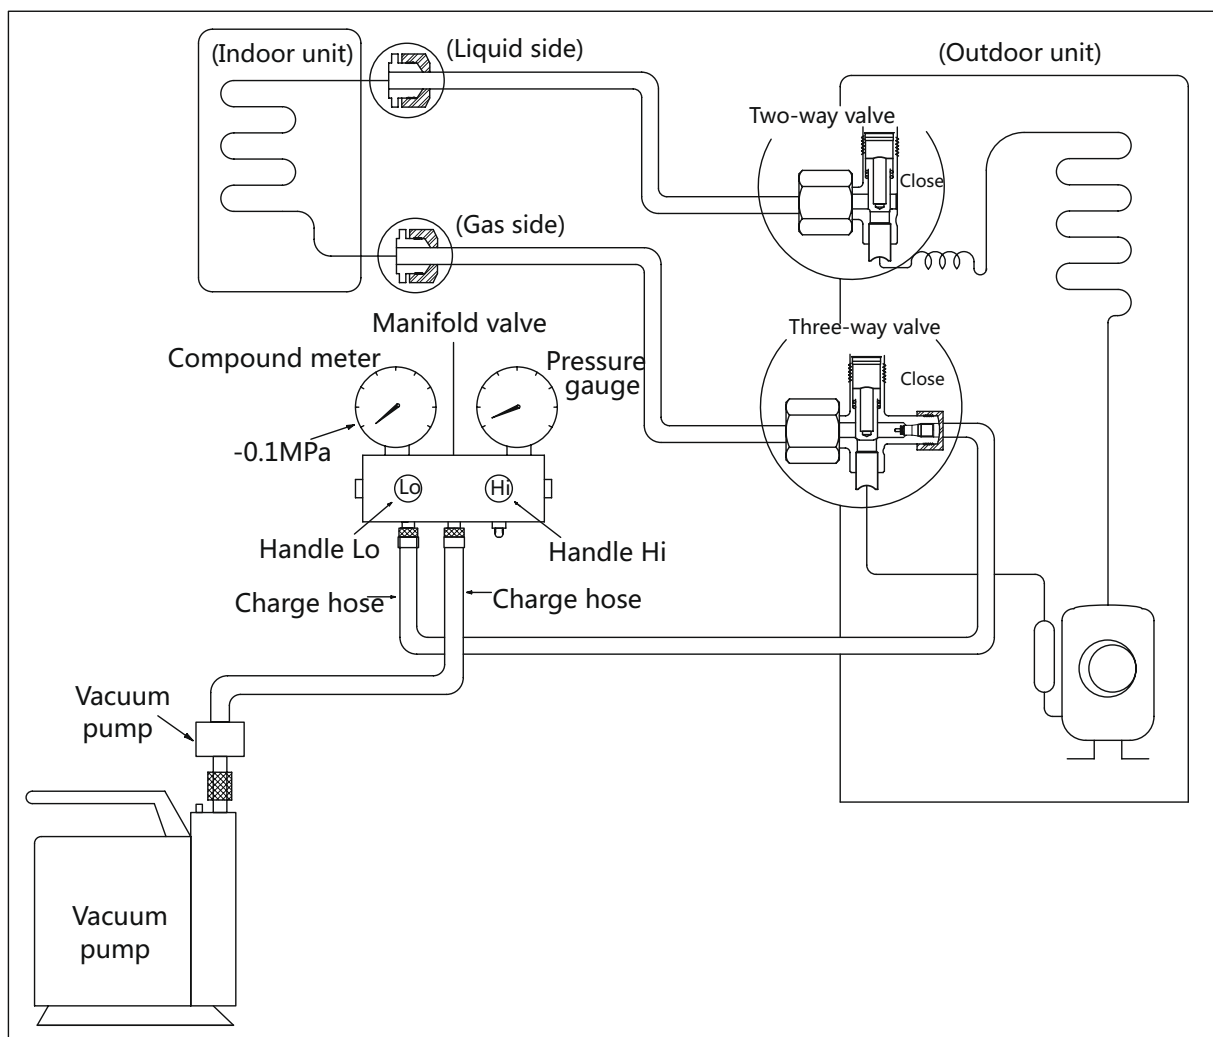 (Indoor unit)
(Liquid side)
(Outdoor unit)
Two-way valve
Close
(Gas side)
Manifold valve
Three-way valve
Compound meter
Pressure
gauge
Close
-0.1MPa
Lo
Hi
Handle Lo
Handle Hi
Charge hose
Charge hose
Vacuum
pump
Vacuum
pump